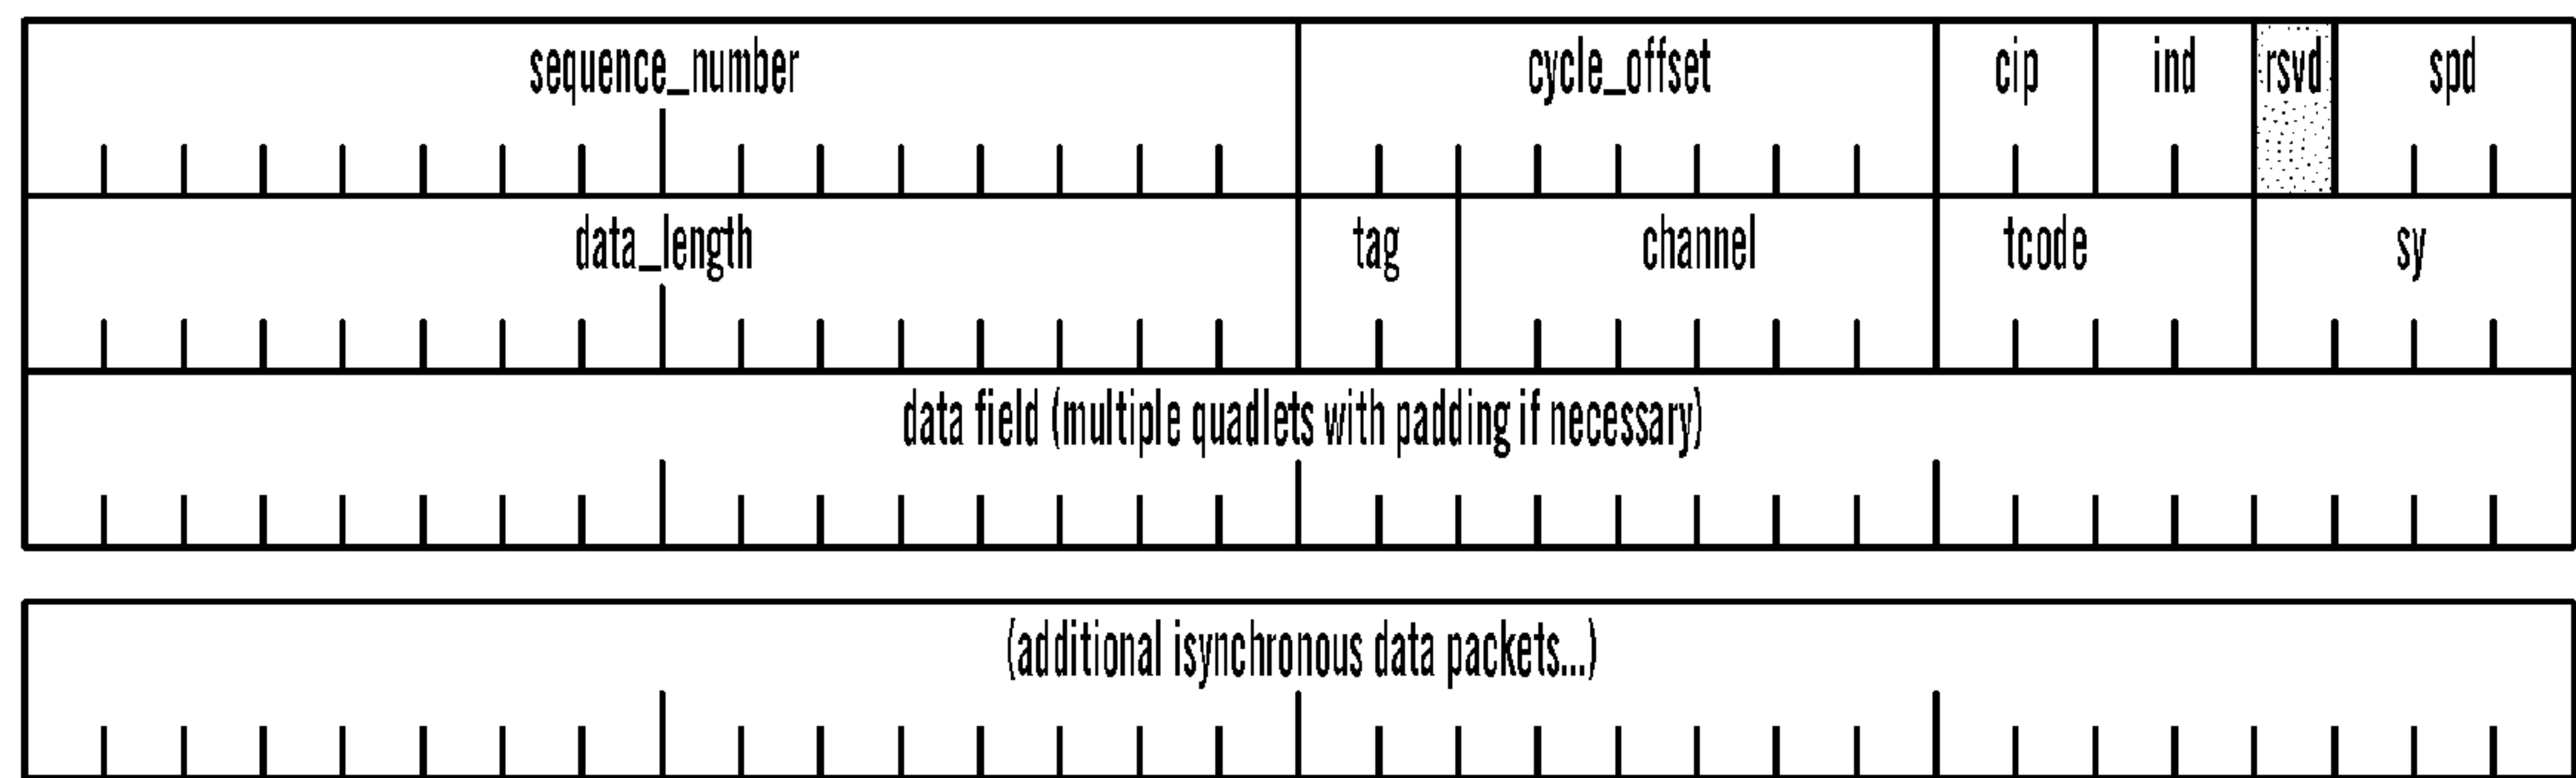 sequence_number cycle_offset cip ind rsvd spd
data_length tag channel tcode sy
data field (multiple quadlets with padding if necessary)
(additional isynchronous data packets...)